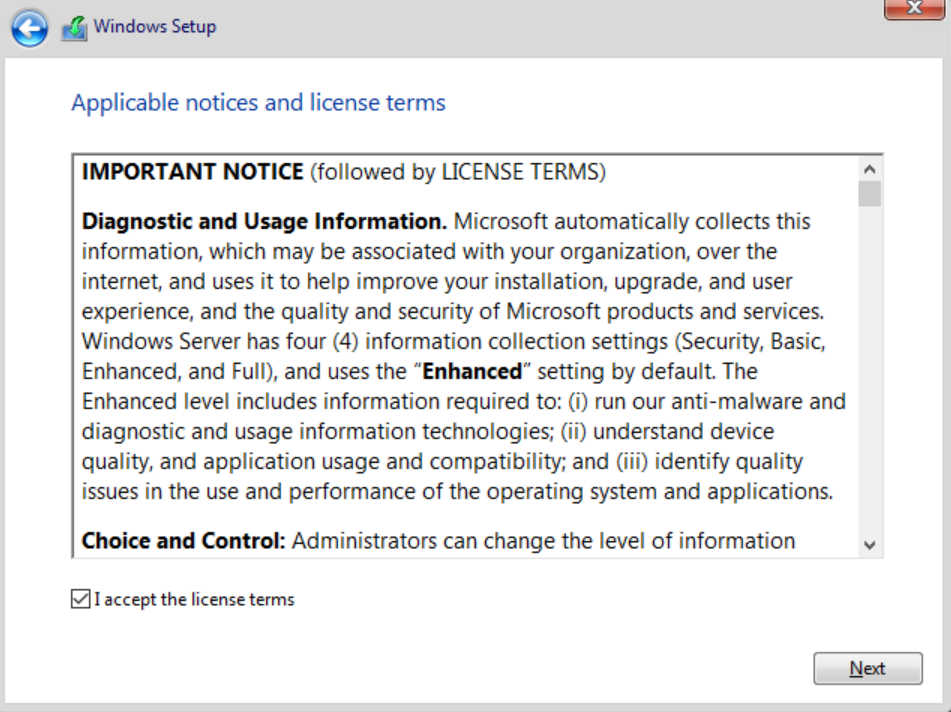 Windows Setup
Applicable notices and license terms
IMPORTANT NOTICE (followed by LICENSE TERMS)
Diagnostic and Usage Information. Microsoft automatically collects this
information, which may be associated with your organization, over the
internet, and uses it to help improve your installation, upgrade, and user
experience, and the quality and security of Microsoft products and services.
Windows Server has four (4) information collection settings (Security, Basic,
Enhanced, and Full), and uses the “Enhanced” setting by default. The
Enhanced level includes information required to: (i) run our anti-malware and
diagnostic and usage information technologies; (ii) understand device
quality, and application usage and compatibility; and (iii) identify quality
issues in the use and performance of the operating system and applications.
Choice and Control: Administrators can change the level of information
I accept the license terms
Next